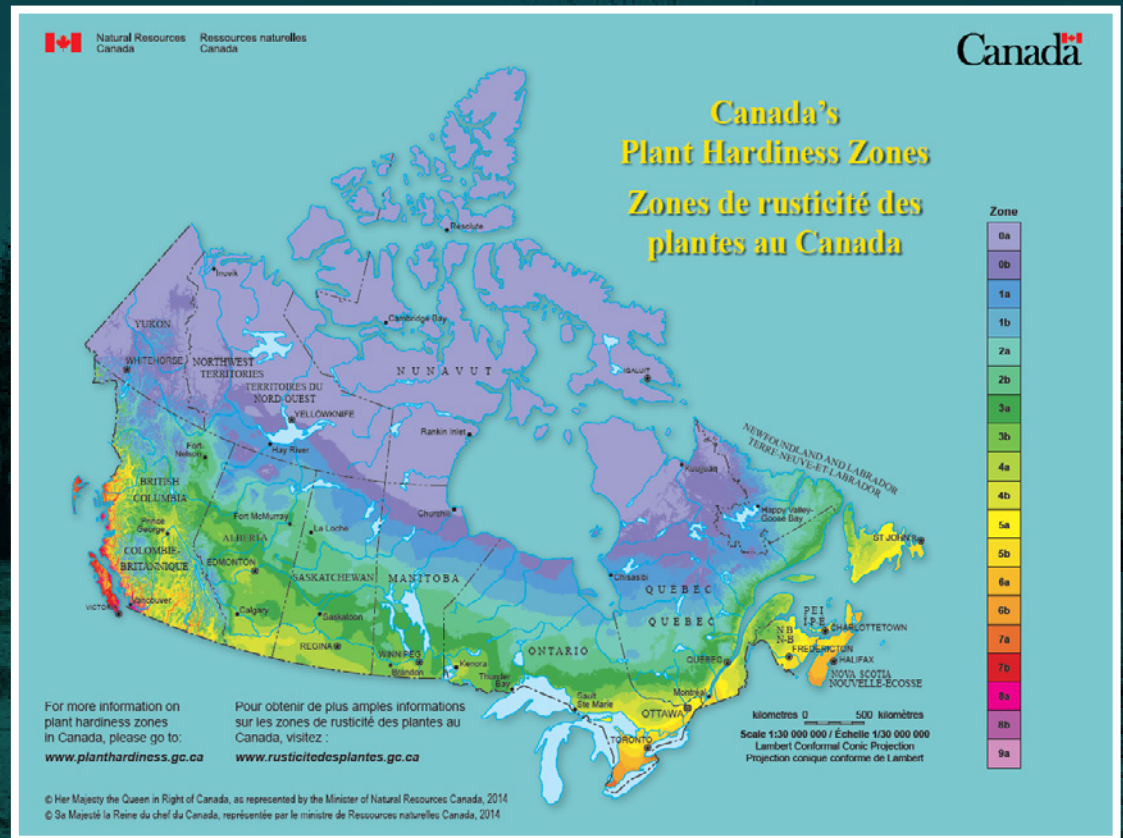 Natural Resources Canada
Ressources naturelles Canada
Canada
Canada's
Plant Hardiness Zones
Zones de rusticité des
plantes au Canada
Zone
0a
0b
1a
1b
2a
2b
3a
3b
4a
4b
5a
5b
6a
6b
7a
7b
8a
8b
9a
Resolute
Inuvik
Cambridge Bay
YUKON
WHITEHORSE
NORTHWEST
TERRITORIES
TERRITOIRES DU
NORD-OUEST
YELLOWKNIFE
NUNAVUT
IQALUIT
Rankin Inlet
Hay River
Fort
Nelson
Kuujjuaq
NEWFOUNDLAND AND LABRADOR
TERRE-NEUVE-ET-LABRADOR
BRITISH
COLUMBIA
Prince
George
COLOMBIE-
BRITANNIQUE
Fort McMurray
La Loche
Churchill
Happy Valley-
Goose Bay
ST JOHN'S
ALBERTA
EDMONTON
SASKATCHEWAN
MANITOBA
Chisasibi
QUEBEC
QUÉBEC
VICTORIA
Vancouver
Calgary
Saskatoon
REGINA
WINNIPEG
Brandon
Kenora
Thunder
Bay
ONTARIO
Sault
Ste Marie
QUÉBEC
Montréal
OTTAWA
TORONTO
PEI
IPE
CHARLOTTETOWN
NB
N-B
FREDERICTON
HALIFAX
NOVA SCOTIA
NOUVELLE-ÉCOSSE
For more information on
plant hardiness zones
in Canada, please go to:
www.planthardiness.gc.ca
Pour obtenir de plus amples informations
sur les zones de rusticité des plantes au
Canada, visitez :
www.rusticitedesplantes.gc.ca
kilometres 0 500 kilomètres
Scale 1:30 000 000 / Échelle 1/30 000 000
Lambert Conformal Conic Projection
Projection conique conforme de Lambert
© Her Majesty the Queen in Right of Canada, as represented by the Minister of Natural Resources Canada, 2014
© Sa Majesté la Reine du chef du Canada, représentée par le ministre de Ressources naturelles Canada, 2014